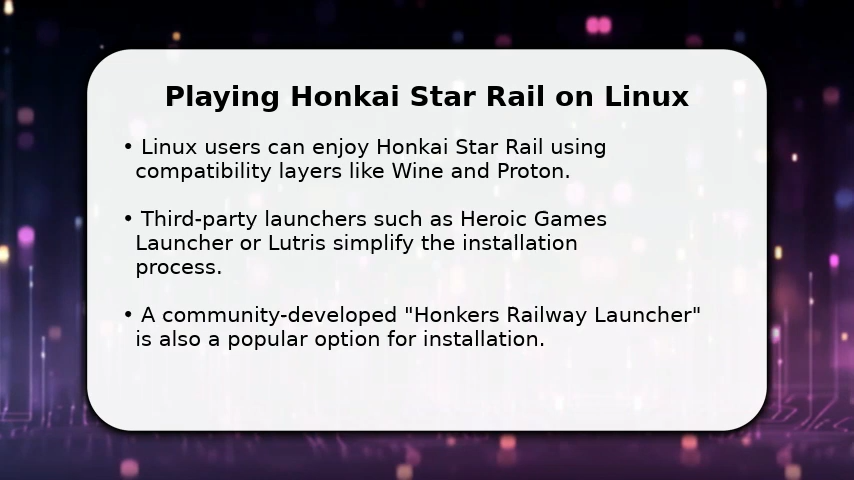 Playing Honkai Star Rail on Linux
• Linux users can enjoy Honkai Star Rail using
compatibility layers like Wine and Proton.
• Third-party launchers such as Heroic Games
Launcher or Lutris simplify the installation
process.
• A community-developed "Honkers Railway Launcher"
is also a popular option for installation.